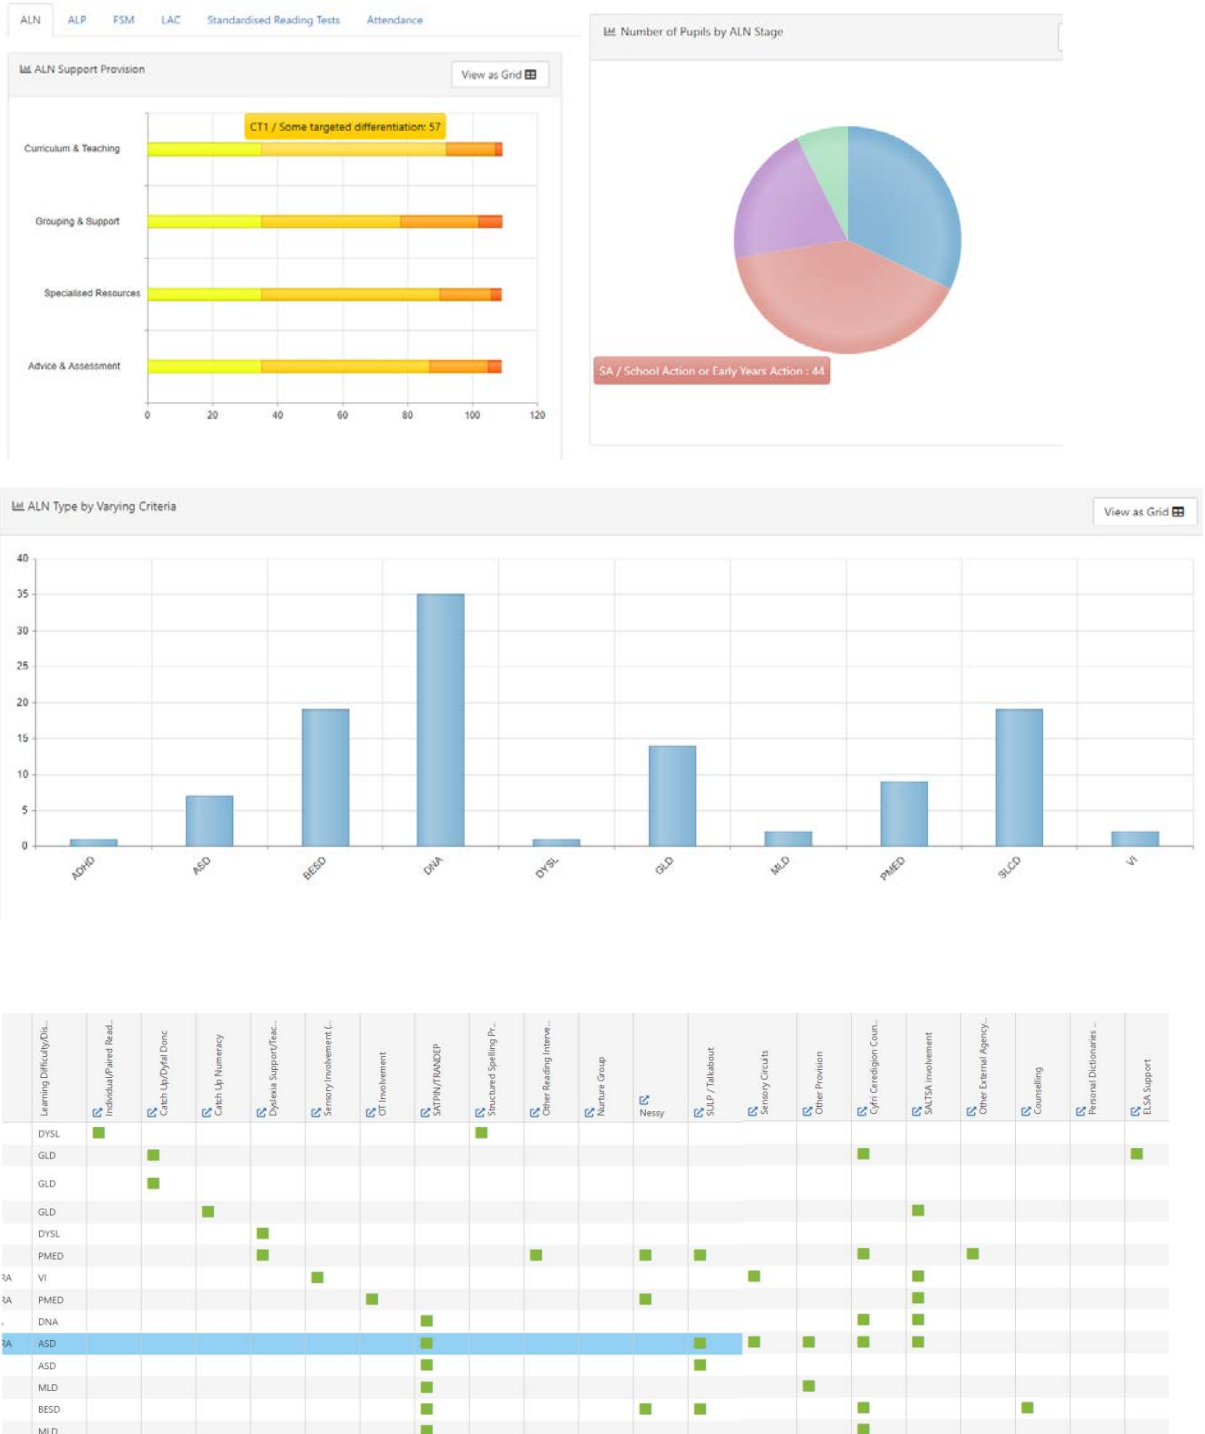 ALN ALP FSM LAC Standardised Reading Tests Attendance
ALN Support Provision
View as Grid
CT1 / Some targeted differentiation: 57
Curriculum & Teaching
Grouping & Support
Specialised Resources
Advice & Assessment
0 20 40 60 80 100 120
Number of Pupils by ALN Stage
SA / School Action or Early Years Action : 44
ALN Type by Varying Criteria
View as Grid
40
35
30
25
20
15
10
5
0
ADHD ASD BESD DNA DYSL GLD MLD PMED SLCD VI
Learning Difficulty/Dis...
Individual/Paired Read...
Catch Up/Dyfal Donc
Catch Up Numeracy
Dyslexia Support/Teac...
Sensory Involvement (...
OT Involvement
SATPIN/TRANDEP
Structured Spelling Pr...
Other Reading Interve...
Nurture Group
Nessy
SULP / Talkabout
Sensory Circuits
Other Provision
Cyfri Ceredigion Coun...
SALTSA involvement
Other External Agency...
Counselling
Personal Dictionaries ...
ELSA Support
DYSL
GLD
GLD
GLD
DYSL
PMED
RA VI
RA PMED
DNA
RA ASD
ASD
MLD
BESD
MLD